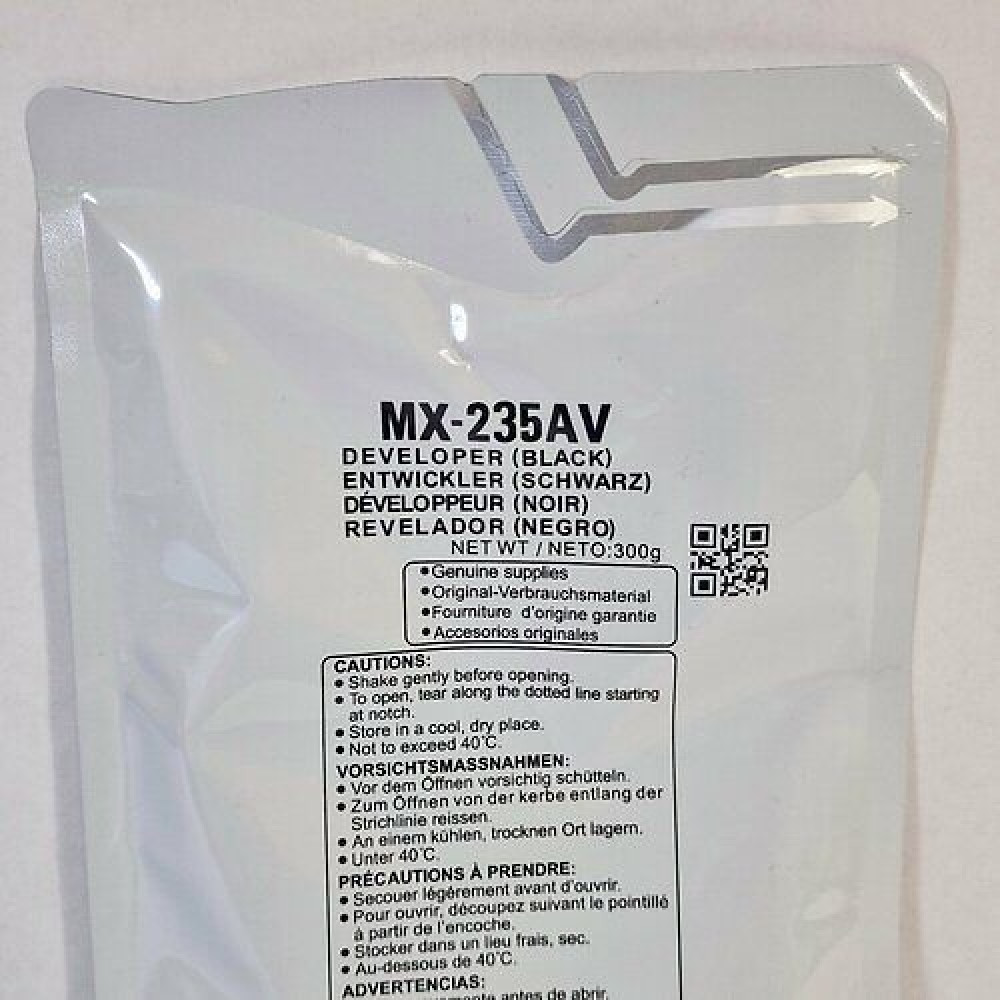 MX-235AV
DEVELOPER (BLACK)
ENTWICKLER (SCHWARZ)
DÉVELOPPEUR (NOIR)
REVELADOR (NEGRO)
NET WT / NETO:300g
•Genuine supplies
•Original-Verbrauchsmaterial
•Fourniture d'origine garantie
•Accesorios originales
CAUTIONS:
• Shake gently before opening.
• To open, tear along the dotted line starting
at notch.
• Store in a cool, dry place.
• Not to exceed 40°C.
VORSICHTSMASSNAHMEN:
• Vor dem Öffnen vorsichtig schütteln.
• Zum Öffnen von der kerbe entlang der
Strichlinie reissen.
• An einem kühlen, trocknen Ort lagern.
• Unter 40°C.
PRÉCAUTIONS À PRENDRE:
• Secouer légérement avant d'ouvrir.
• Pour ouvrir, découpez suivant le pointillé
à partir de l'encoche.
• Stocker dans un lieu frais, sec.
• Au-dessous de 40°C.
ADVERTENCIAS:
antes de abrir.